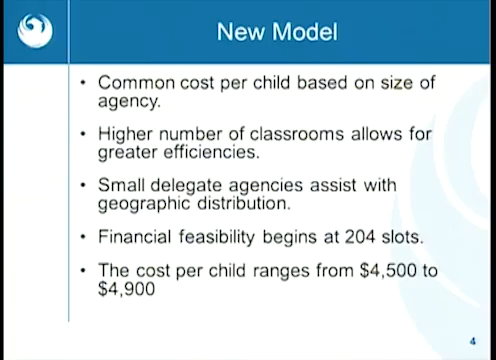 New Model
• Common cost per child based on size of
agency.
• Higher number of classrooms allows for
greater efficiencies.
• Small delegate agencies assist with
geographic distribution.
• Financial feasibility begins at 204 slots.
• The cost per child ranges from $4,500 to
$4,900
4